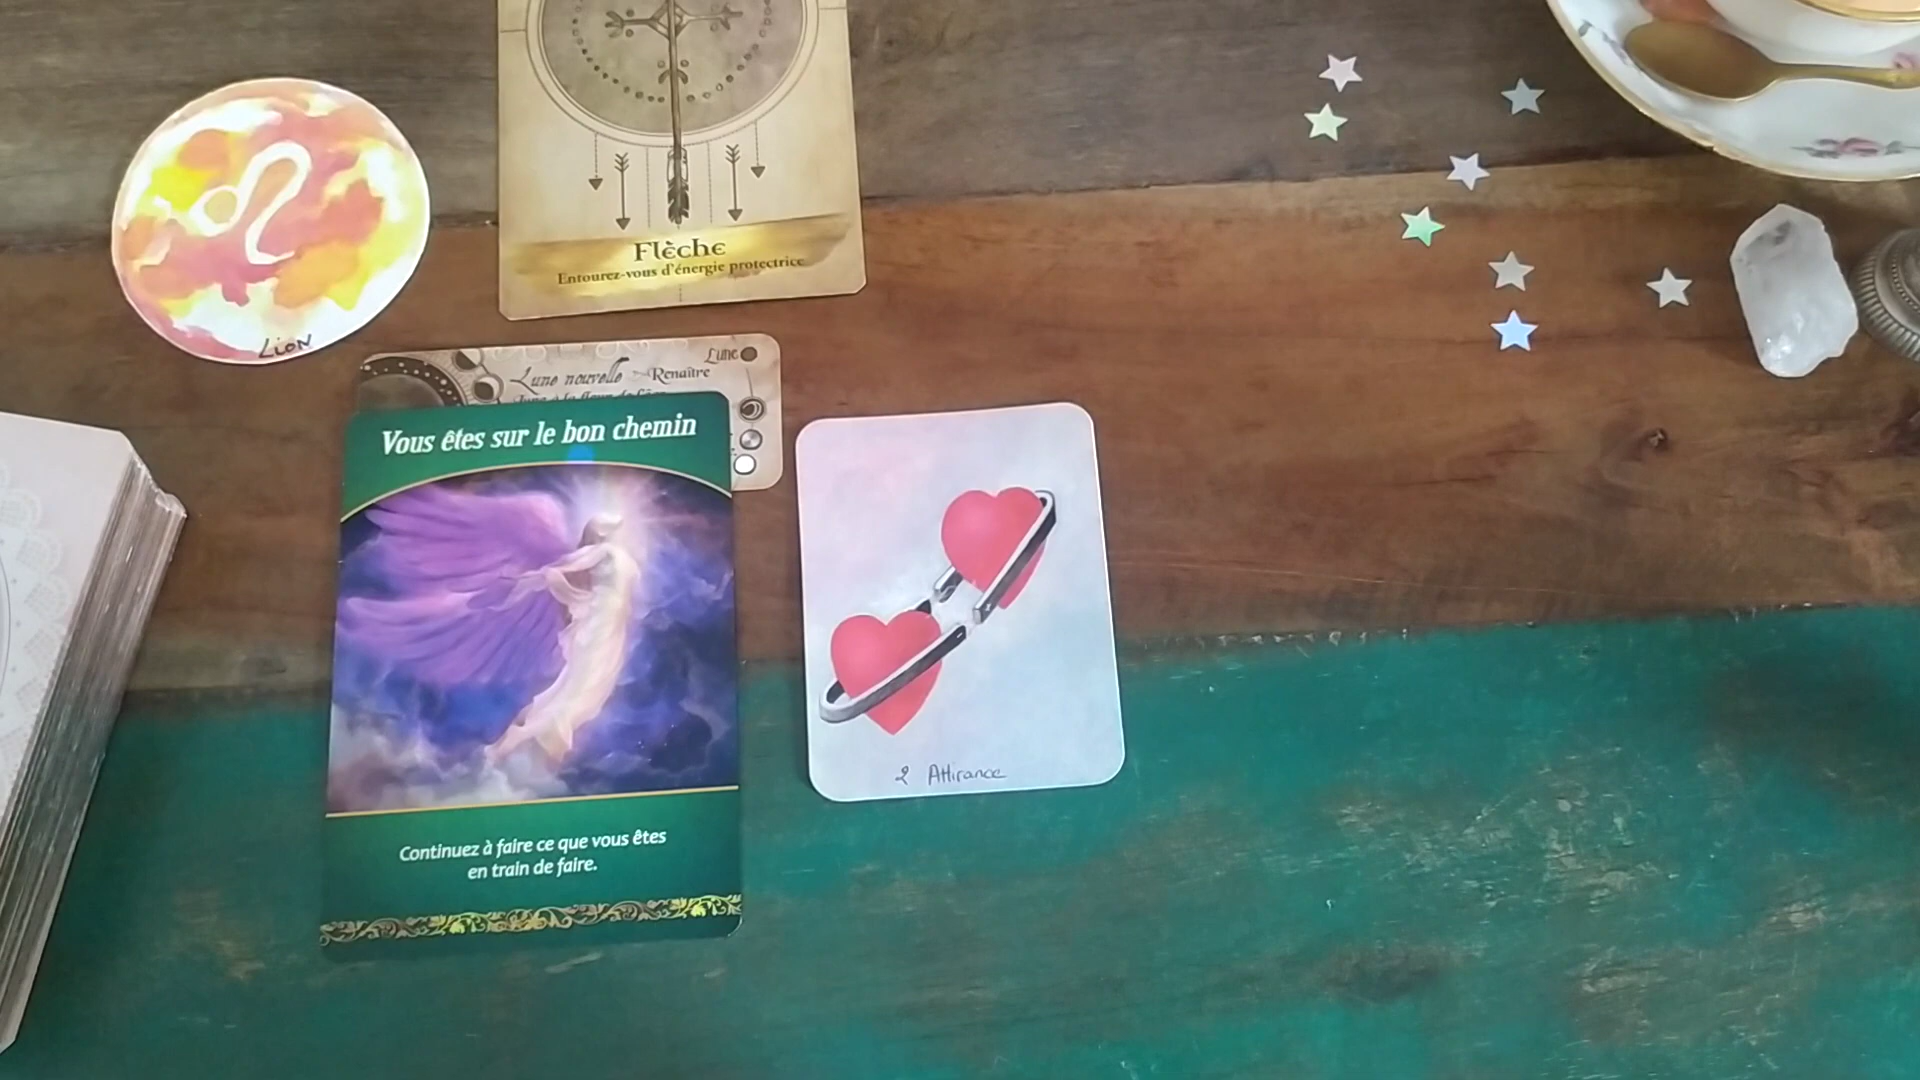 Flèche
Entourez-vous d'énergie protectrice
LION
Lune
Lune nouvelle ~ Renaître
Vous êtes sur le bon chemin
Continuez à faire ce que vous êtes
en train de faire.
2 Attirance